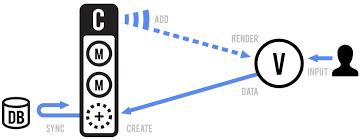 C
ADD
RENDER
M
V
INPUT
M
DATA
DB
SYNC
CREATE